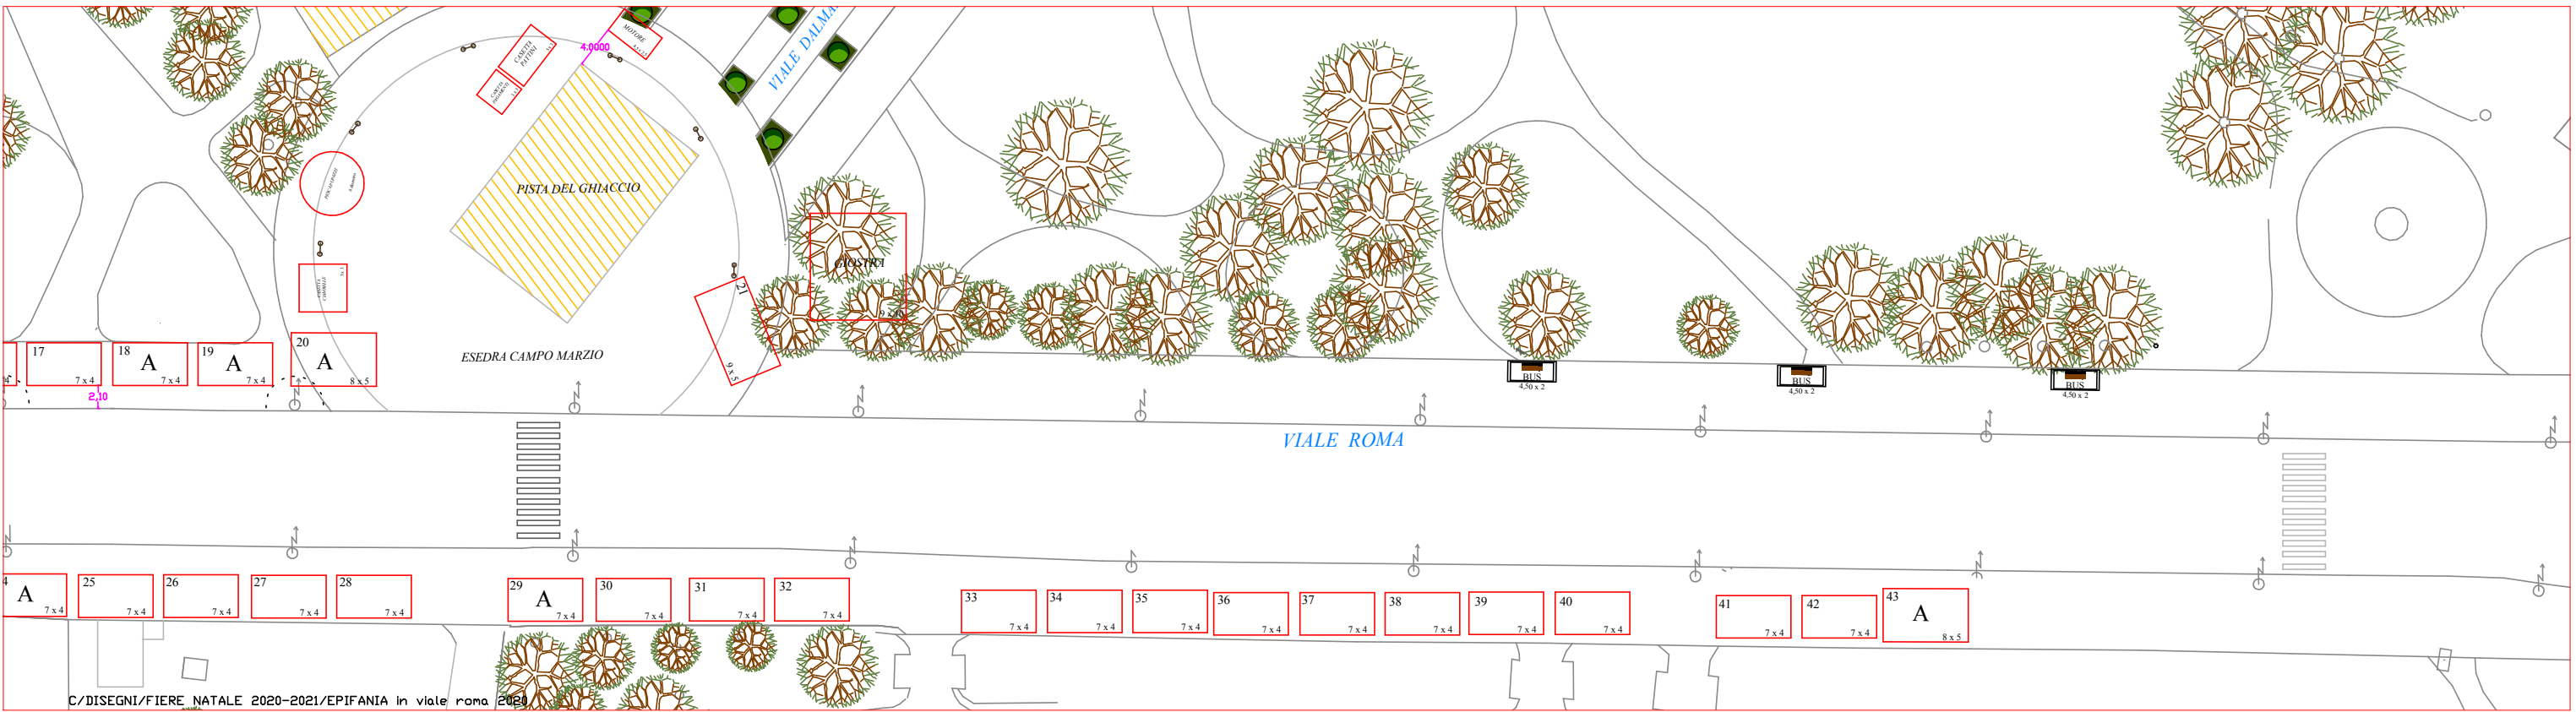 VIALE DALMA
4.0000
MOTORE
CASETTA
PATTINI
PISTA DEL GHIACCIO
GIOSTRA
21
9 x 5
ESEDRA CAMPO MARZIO
17
7 x 4
18
A
7 x 4
19
A
7 x 4
20
A
8 x 5
2,10
BUS
4,50 x 2
BUS
4,50 x 2
BUS
4,50 x 2
VIALE ROMA
4
A
7 x 4
25
7 x 4
26
7 x 4
27
7 x 4
28
7 x 4
29
A
7 x 4
30
7 x 4
31
7 x 4
32
7 x 4
33
7 x 4
34
7 x 4
35
7 x 4
36
7 x 4
37
7 x 4
38
7 x 4
39
7 x 4
40
7 x 4
41
7 x 4
42
7 x 4
43
A
8 x 5
C/DISEGNI/FIERE NATALE 2020-2021/EPIFANIA in viale roma 2020